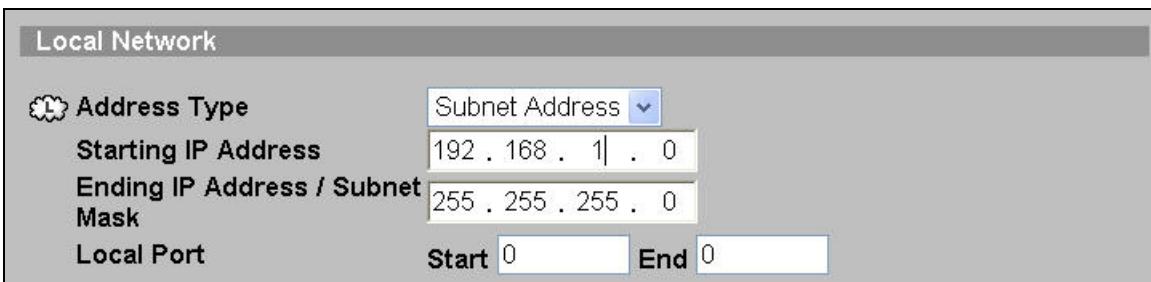 Local Network
Address Type Subnet Address
Starting IP Address 192 . 168 . 1 . 0
Ending IP Address / Subnet
Mask 255 . 255 . 255 . 0
Local Port Start 0 End 0